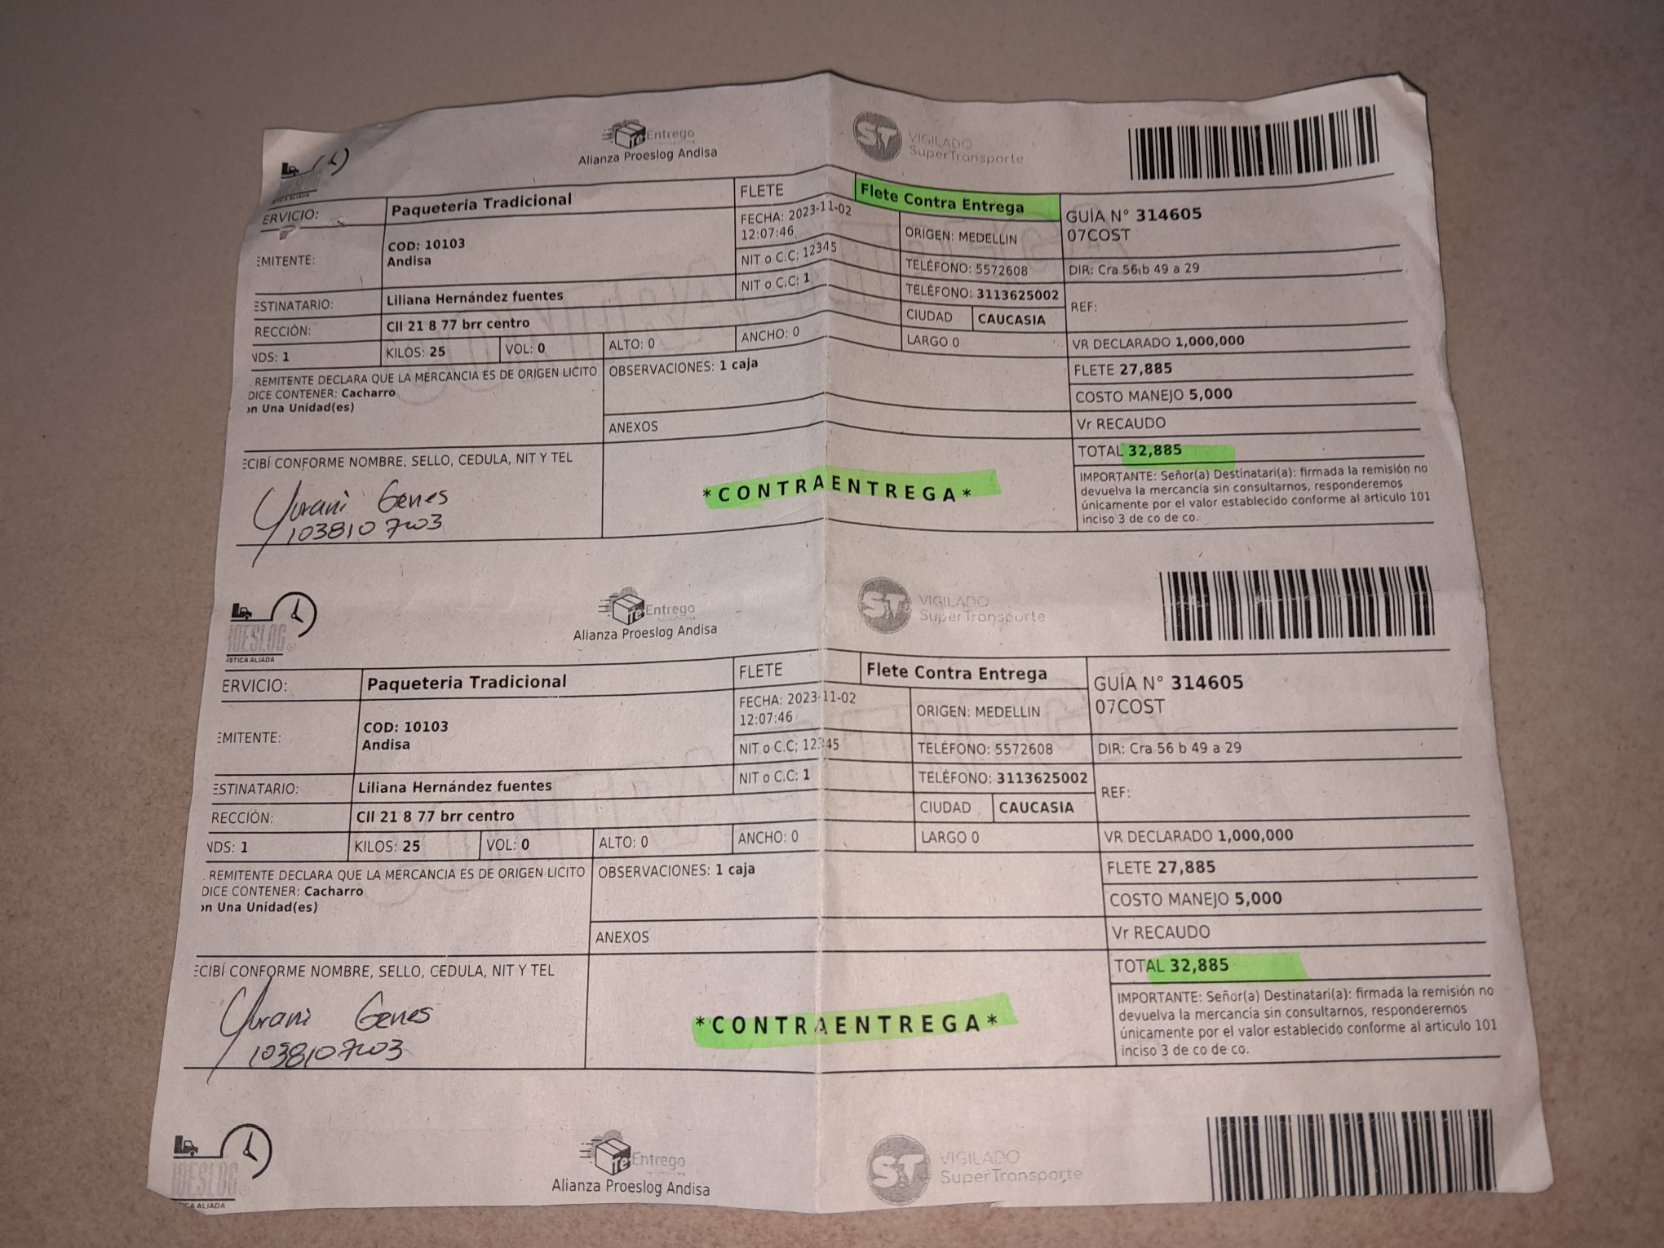 Te Entrego
Alianza Proeslog Andisa
ST VIGILADO
SuperTransporte
ERVICIO: Paqueteria Tradicional FLETE Flete Contra Entrega GUÍA N° 314605
07COST
EMITENTE: COD: 10103
Andisa
FECHA: 2023-11-02
12:07:46
ORIGEN: MEDELLIN
NIT o C.C; 12345 TELÉFONO: 5572608 DIR: Cra 56 b 49 a 29
ESTINATARIO: Liliana Hernández fuentes NIT o C.C: 1 TELÉFONO: 3113625002 REF:
RECCIÓN: Cll 21 8 77 brr centro CIUDAD CAUCASIA
NDS: 1 KILOS: 25 VOL: 0 ALTO: 0 ANCHO: 0 LARGO 0 VR DECLARADO 1,000,000
REMITENTE DECLARA QUE LA MERCANCIA ES DE ORIGEN LICITO
DICE CONTENER: Cacharro
on Una Unidad(es)
OBSERVACIONES: 1 caja
FLETE 27,885
COSTO MANEJO 5,000
ANEXOS
Vr RECAUDO
TOTAL 32,885
ECIBÍ CONFORME NOMBRE, SELLO, CEDULA, NIT Y TEL
Yurani Genes
1038107203
*CONTRAENTREGA*
IMPORTANTE: Señor(a) Destinatari(a): firmada la remisión no
devuelva la mercancia sin consultarnos, responderemos
únicamente por el valor establecido conforme al articulo 101
inciso 3 de co de co.
OESLOG
ISTICA ALIADA
Te Entrego
Alianza Proeslog Andisa
ST VIGILADO
SuperTransporte
ERVICIO: Paqueteria Tradicional FLETE Flete Contra Entrega GUÍA N° 314605
07COST
EMITENTE: COD: 10103
Andisa
FECHA: 2023-11-02
12:07:46
ORIGEN: MEDELLIN
NIT o C.C; 12345 TELÉFONO: 5572608 DIR: Cra 56 b 49 a 29
ESTINATARIO: Liliana Hernández fuentes NIT o C.C: 1 TELÉFONO: 3113625002 REF:
RECCIÓN: Cll 21 8 77 brr centro CIUDAD CAUCASIA
NDS: 1 KILOS: 25 VOL: 0 ALTO: 0 ANCHO: 0 LARGO 0 VR DECLARADO 1,000,000
REMITENTE DECLARA QUE LA MERCANCIA ES DE ORIGEN LICITO
DICE CONTENER: Cacharro
on Una Unidad(es)
OBSERVACIONES: 1 caja
FLETE 27,885
COSTO MANEJO 5,000
ANEXOS
Vr RECAUDO
TOTAL 32,885
ECIBÍ CONFORME NOMBRE, SELLO, CEDULA, NIT Y TEL
Yurani Genes
1038107203
*CONTRAENTREGA*
IMPORTANTE: Señor(a) Destinatari(a): firmada la remisión no
devuelva la mercancia sin consultarnos, responderemos
únicamente por el valor establecido conforme al articulo 101
inciso 3 de co de co.
OESLOG
ICA ALIADA
Te Entrego
Alianza Proeslog Andisa
ST VIGILADO
SuperTransporte